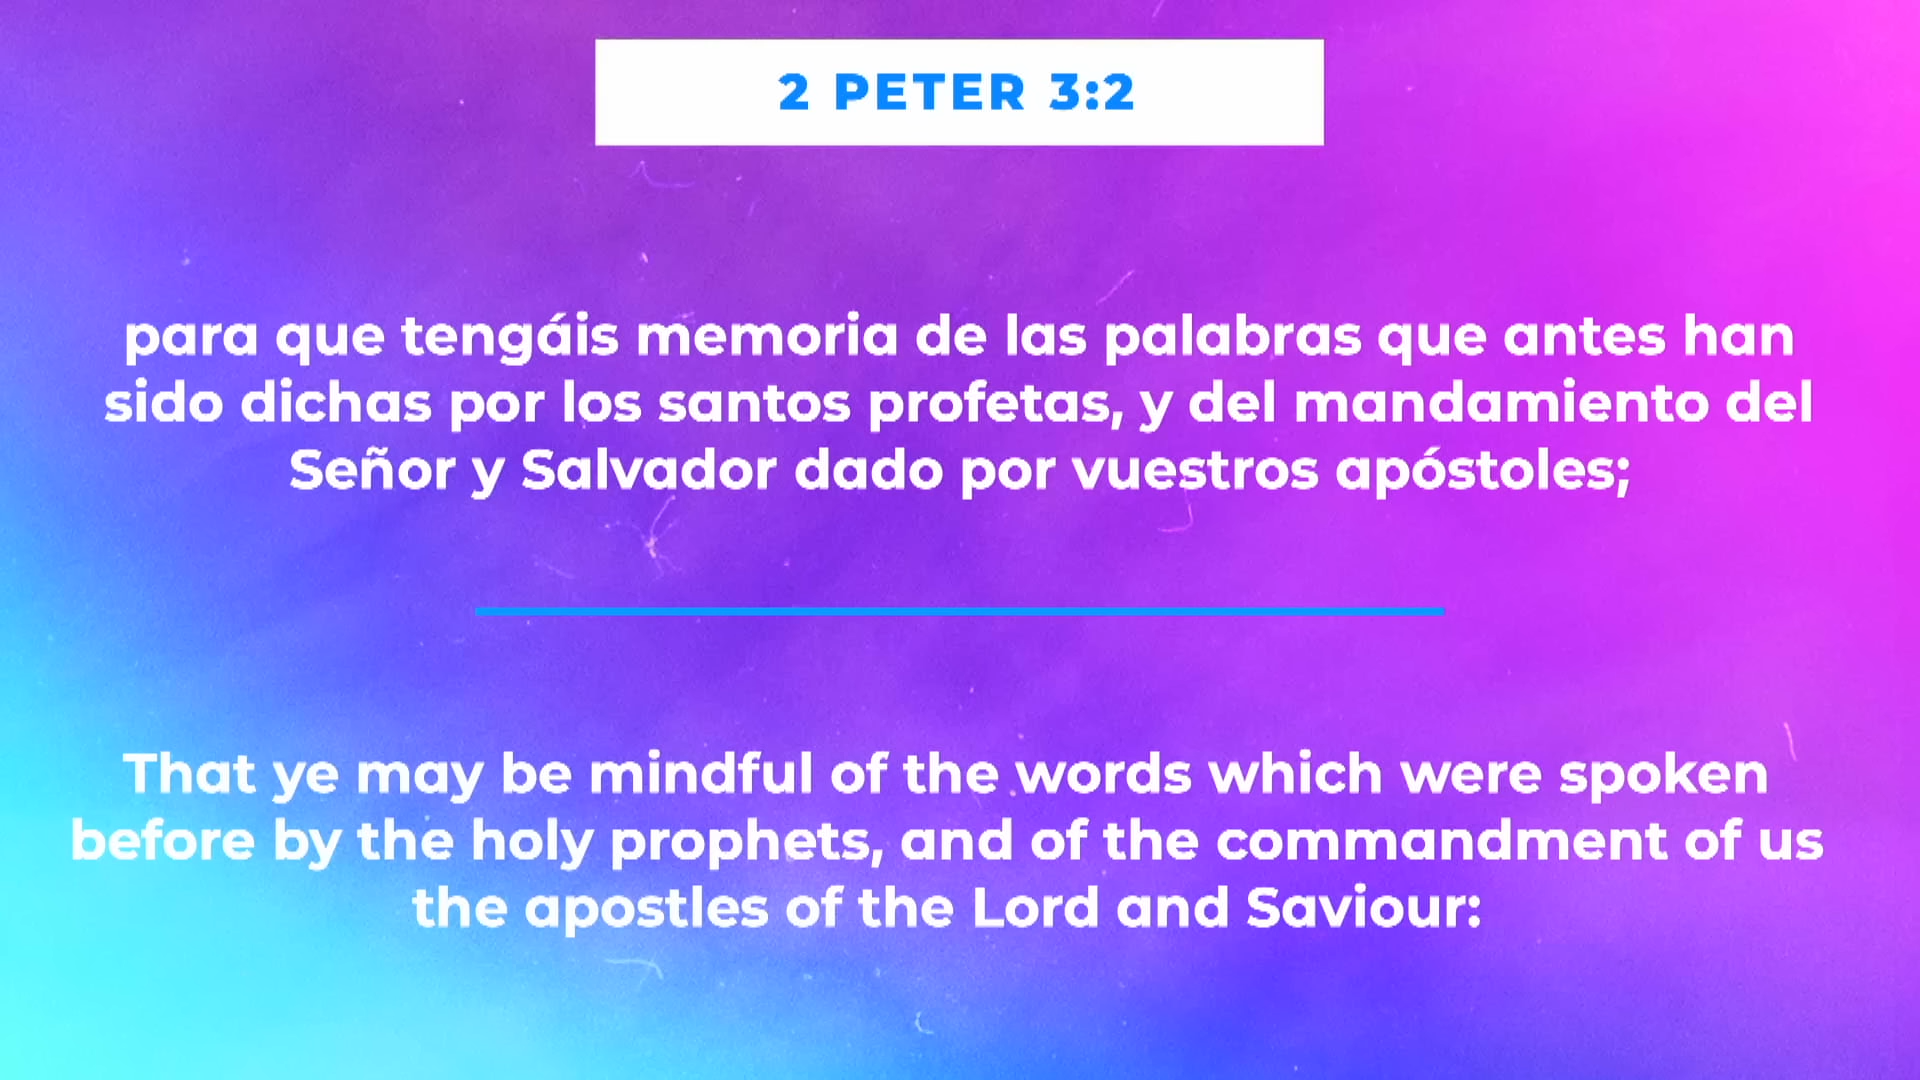 2 PETER 3:2
para que tengáis memoria de las palabras que antes han
sido dichas por los santos profetas, y del mandamiento del
Señor y Salvador dado por vuestros apóstoles;
That ye may be mindful of the words which were spoken
before by the holy prophets, and of the commandment of us
the apostles of the Lord and Saviour: